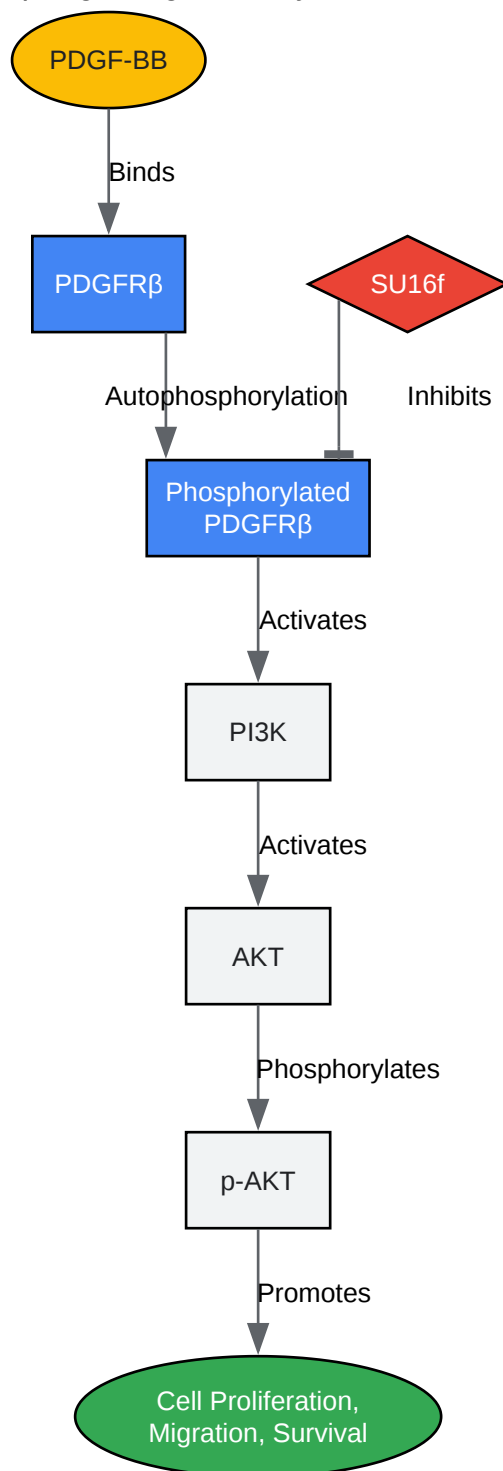 PDGF-BB
Binds
PDGFRβ
SU16f
Autophosphorylation
Inhibits
Phosphorylated
PDGFRβ
Activates
PI3K
Activates
AKT
Phosphorylates
p-AKT
Promotes
Cell Proliferation,
Migration, Survival